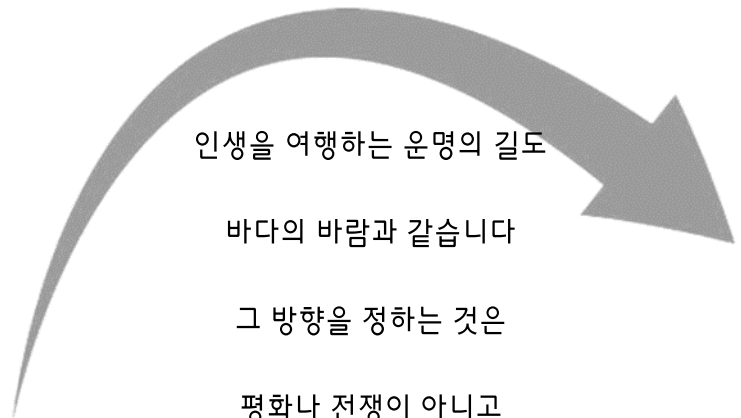 인생을 여행하는 운명의 길도
바다의 바람과 같습니다
그 방향을 정하는 것은
평화나 전쟁이 아니고